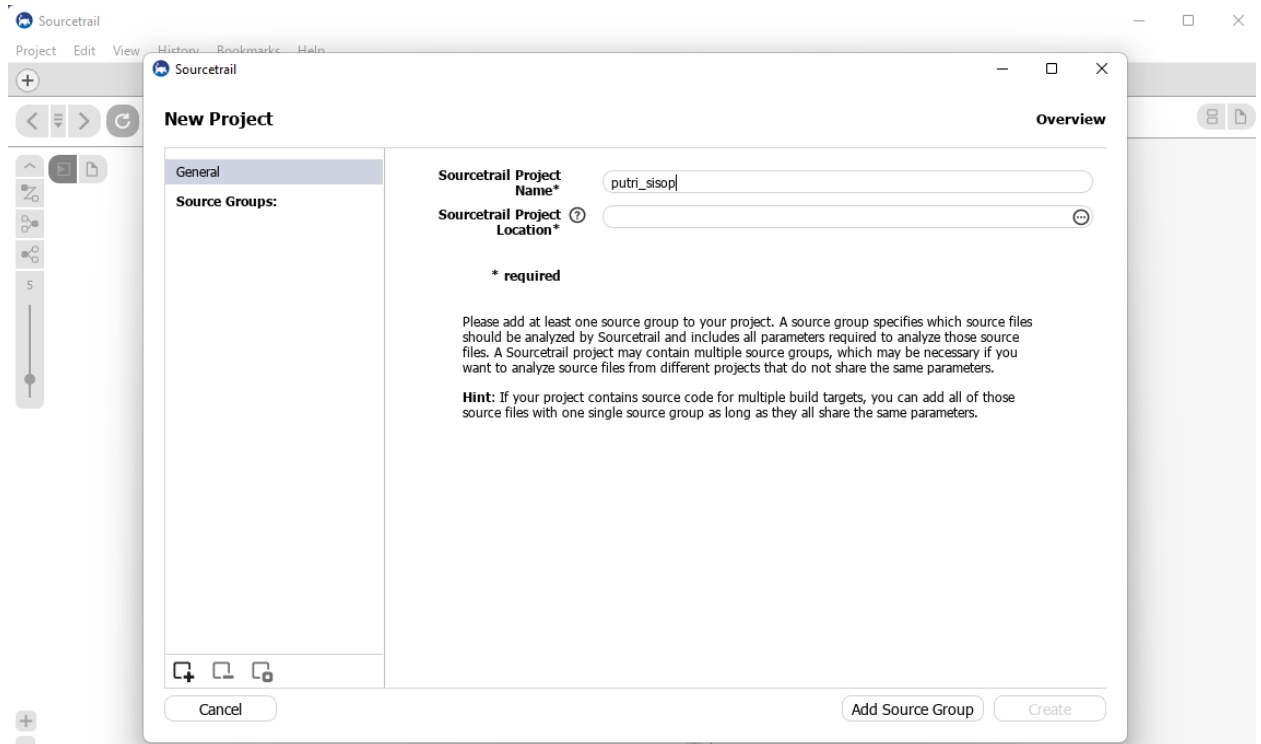 Sourcetrail
Project Edit View History Bookmarks Help
Sourcetrail
New Project
Overview
General
Source Groups:
Sourcetrail Project
Name*
putri_sisop
Sourcetrail Project
Location*
* required
Please add at least one source group to your project. A source group specifies which source files
should be analyzed by Sourcetrail and includes all parameters required to analyze those source
files. A Sourcetrail project may contain multiple source groups, which may be necessary if you
want to analyze source files from different projects that do not share the same parameters.
Hint: If your project contains source code for multiple build targets, you can add all of those
source files with one single source group as long as they all share the same parameters.
5
Cancel
Add Source Group
Create